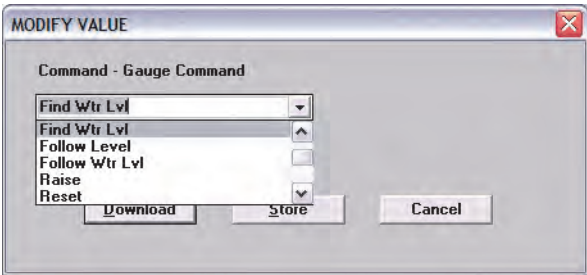 MODIFY VALUE
Command - Gauge Command
Find Wtr Lvl
Find Wtr Lvl
Follow Level
Follow Wtr Lvl
Raise
Reset
Download Store Cancel